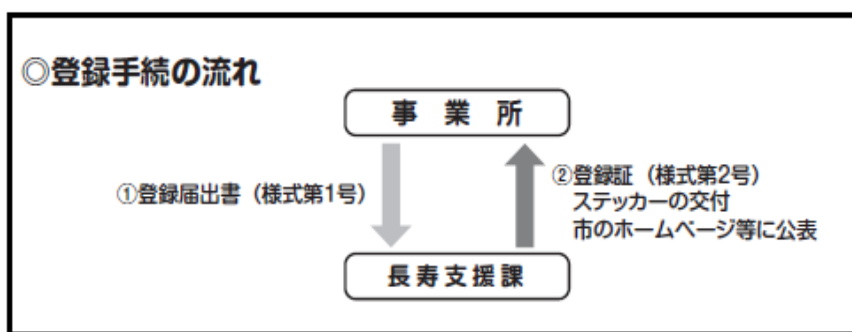 ◎登録手続の流れ
事 業 所
①登録届出書（様式第1号）
②登録証（様式第2号）
ステッカーの交付
市のホームページ等に公表
長寿支援課